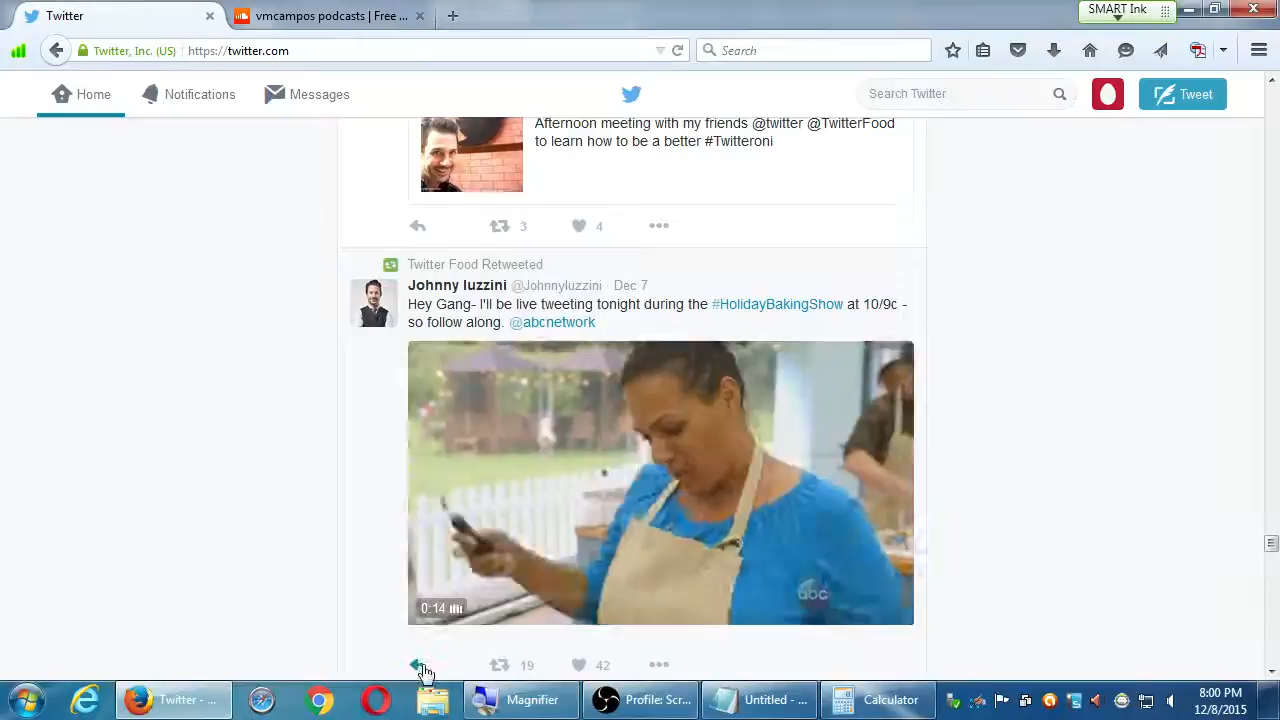 Twitter
vmcampos podcasts | Free ...
SMART Ink
Twitter, Inc. (US)
https://twitter.com
Search
Home
Notifications
Messages
Search Twitter
Tweet
Afternoon meeting with my friends @twitter @TwitterFood
to learn how to be a better #Twitteroni
3
4
Twitter Food Retweeted
Johnny Iuzzini @Johnnyluzzini · Dec 7
Hey Gang- I'll be live tweeting tonight during the #HolidayBakingShow at 10/9c -
so follow along. @abcnetwork
abc
0:14
19
42
Twitter - ...
Magnifier
Profile: Scr...
Untitled - ...
Calculator
8:00 PM
12/8/2015